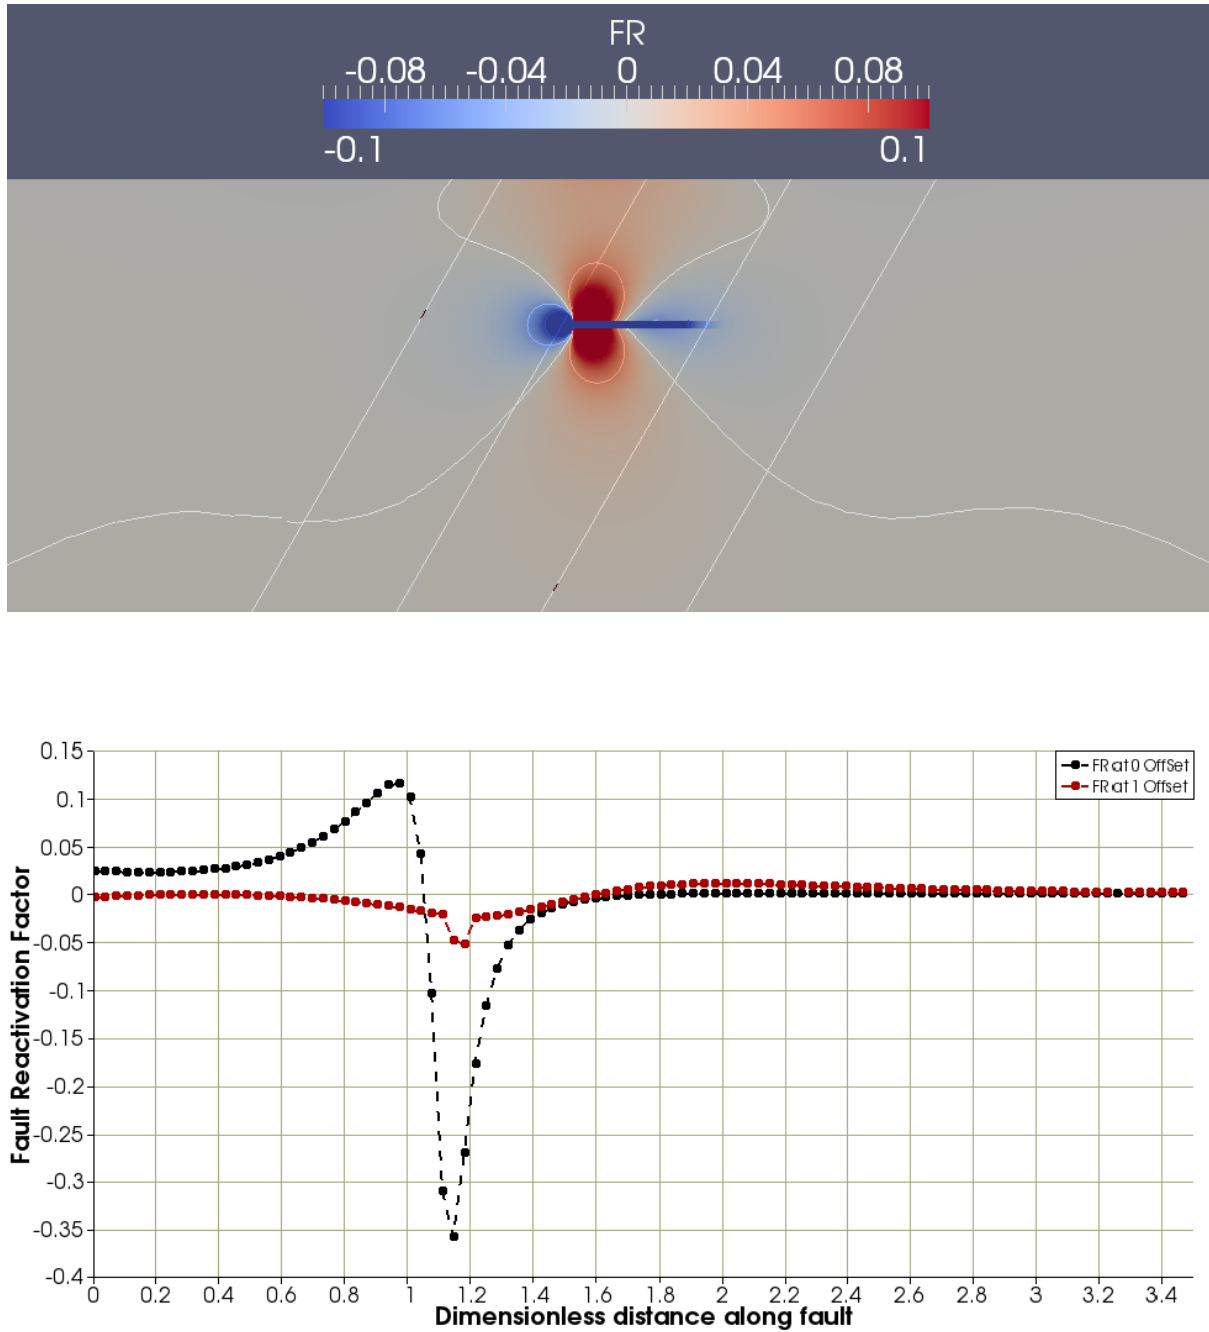 FR
-0.08 -0.04 0 0.04 0.08
-0.1 0.1
0.15
0.1
0.05
0
-0.05
-0.1
-0.15
-0.2
-0.25
-0.3
-0.35
-0.4
Fault Reactivation Factor
FR at 0 OffSet
FR at 1 Offset
0 0.2 0.4 0.6 0.8 1 1.2 1.4 1.6 1.8 2 2.2 2.4 2.6 2.8 3 3.2 3.4
Dimensionless distance along fault